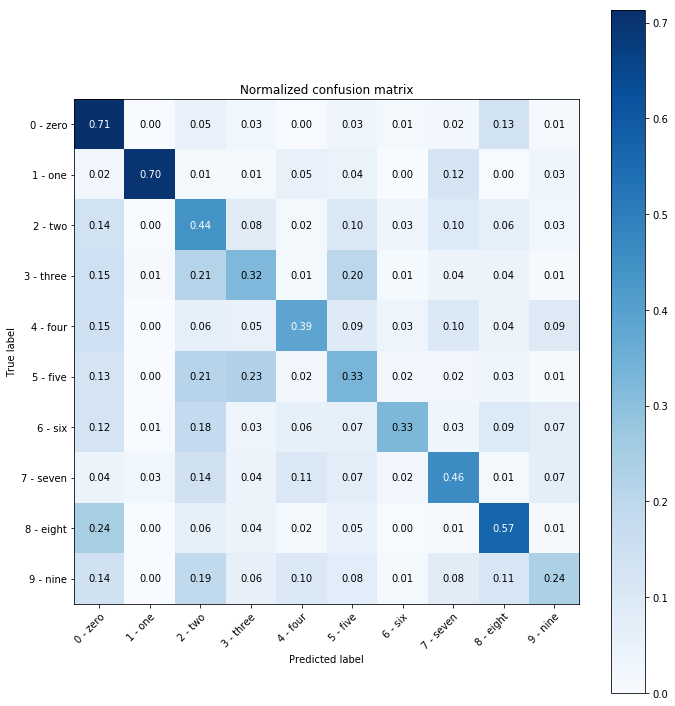 Normalized confusion matrix
0 - zero 0.71 0.00 0.05 0.03 0.00 0.03 0.01 0.02 0.13 0.01
1 - one 0.02 0.70 0.01 0.01 0.05 0.04 0.00 0.12 0.00 0.03
2 - two 0.14 0.00 0.44 0.08 0.02 0.10 0.03 0.10 0.06 0.03
3 - three 0.15 0.01 0.21 0.32 0.01 0.20 0.01 0.04 0.04 0.01
4 - four 0.15 0.00 0.06 0.05 0.39 0.09 0.03 0.10 0.04 0.09
5 - five 0.13 0.00 0.21 0.23 0.02 0.33 0.02 0.02 0.03 0.01
6 - six 0.12 0.01 0.18 0.03 0.06 0.07 0.33 0.03 0.09 0.07
7 - seven 0.04 0.03 0.14 0.04 0.11 0.07 0.02 0.46 0.01 0.07
8 - eight 0.24 0.00 0.06 0.04 0.02 0.05 0.00 0.01 0.57 0.01
9 - nine 0.14 0.00 0.19 0.06 0.10 0.08 0.01 0.08 0.11 0.24
0 - zero 1 - one 2 - two 3 - three 4 - four 5 - five 6 - six 7 - seven 8 - eight 9 - nine
Predicted label
True label
0.7
0.6
0.5
0.4
0.3
0.2
0.1
0.0